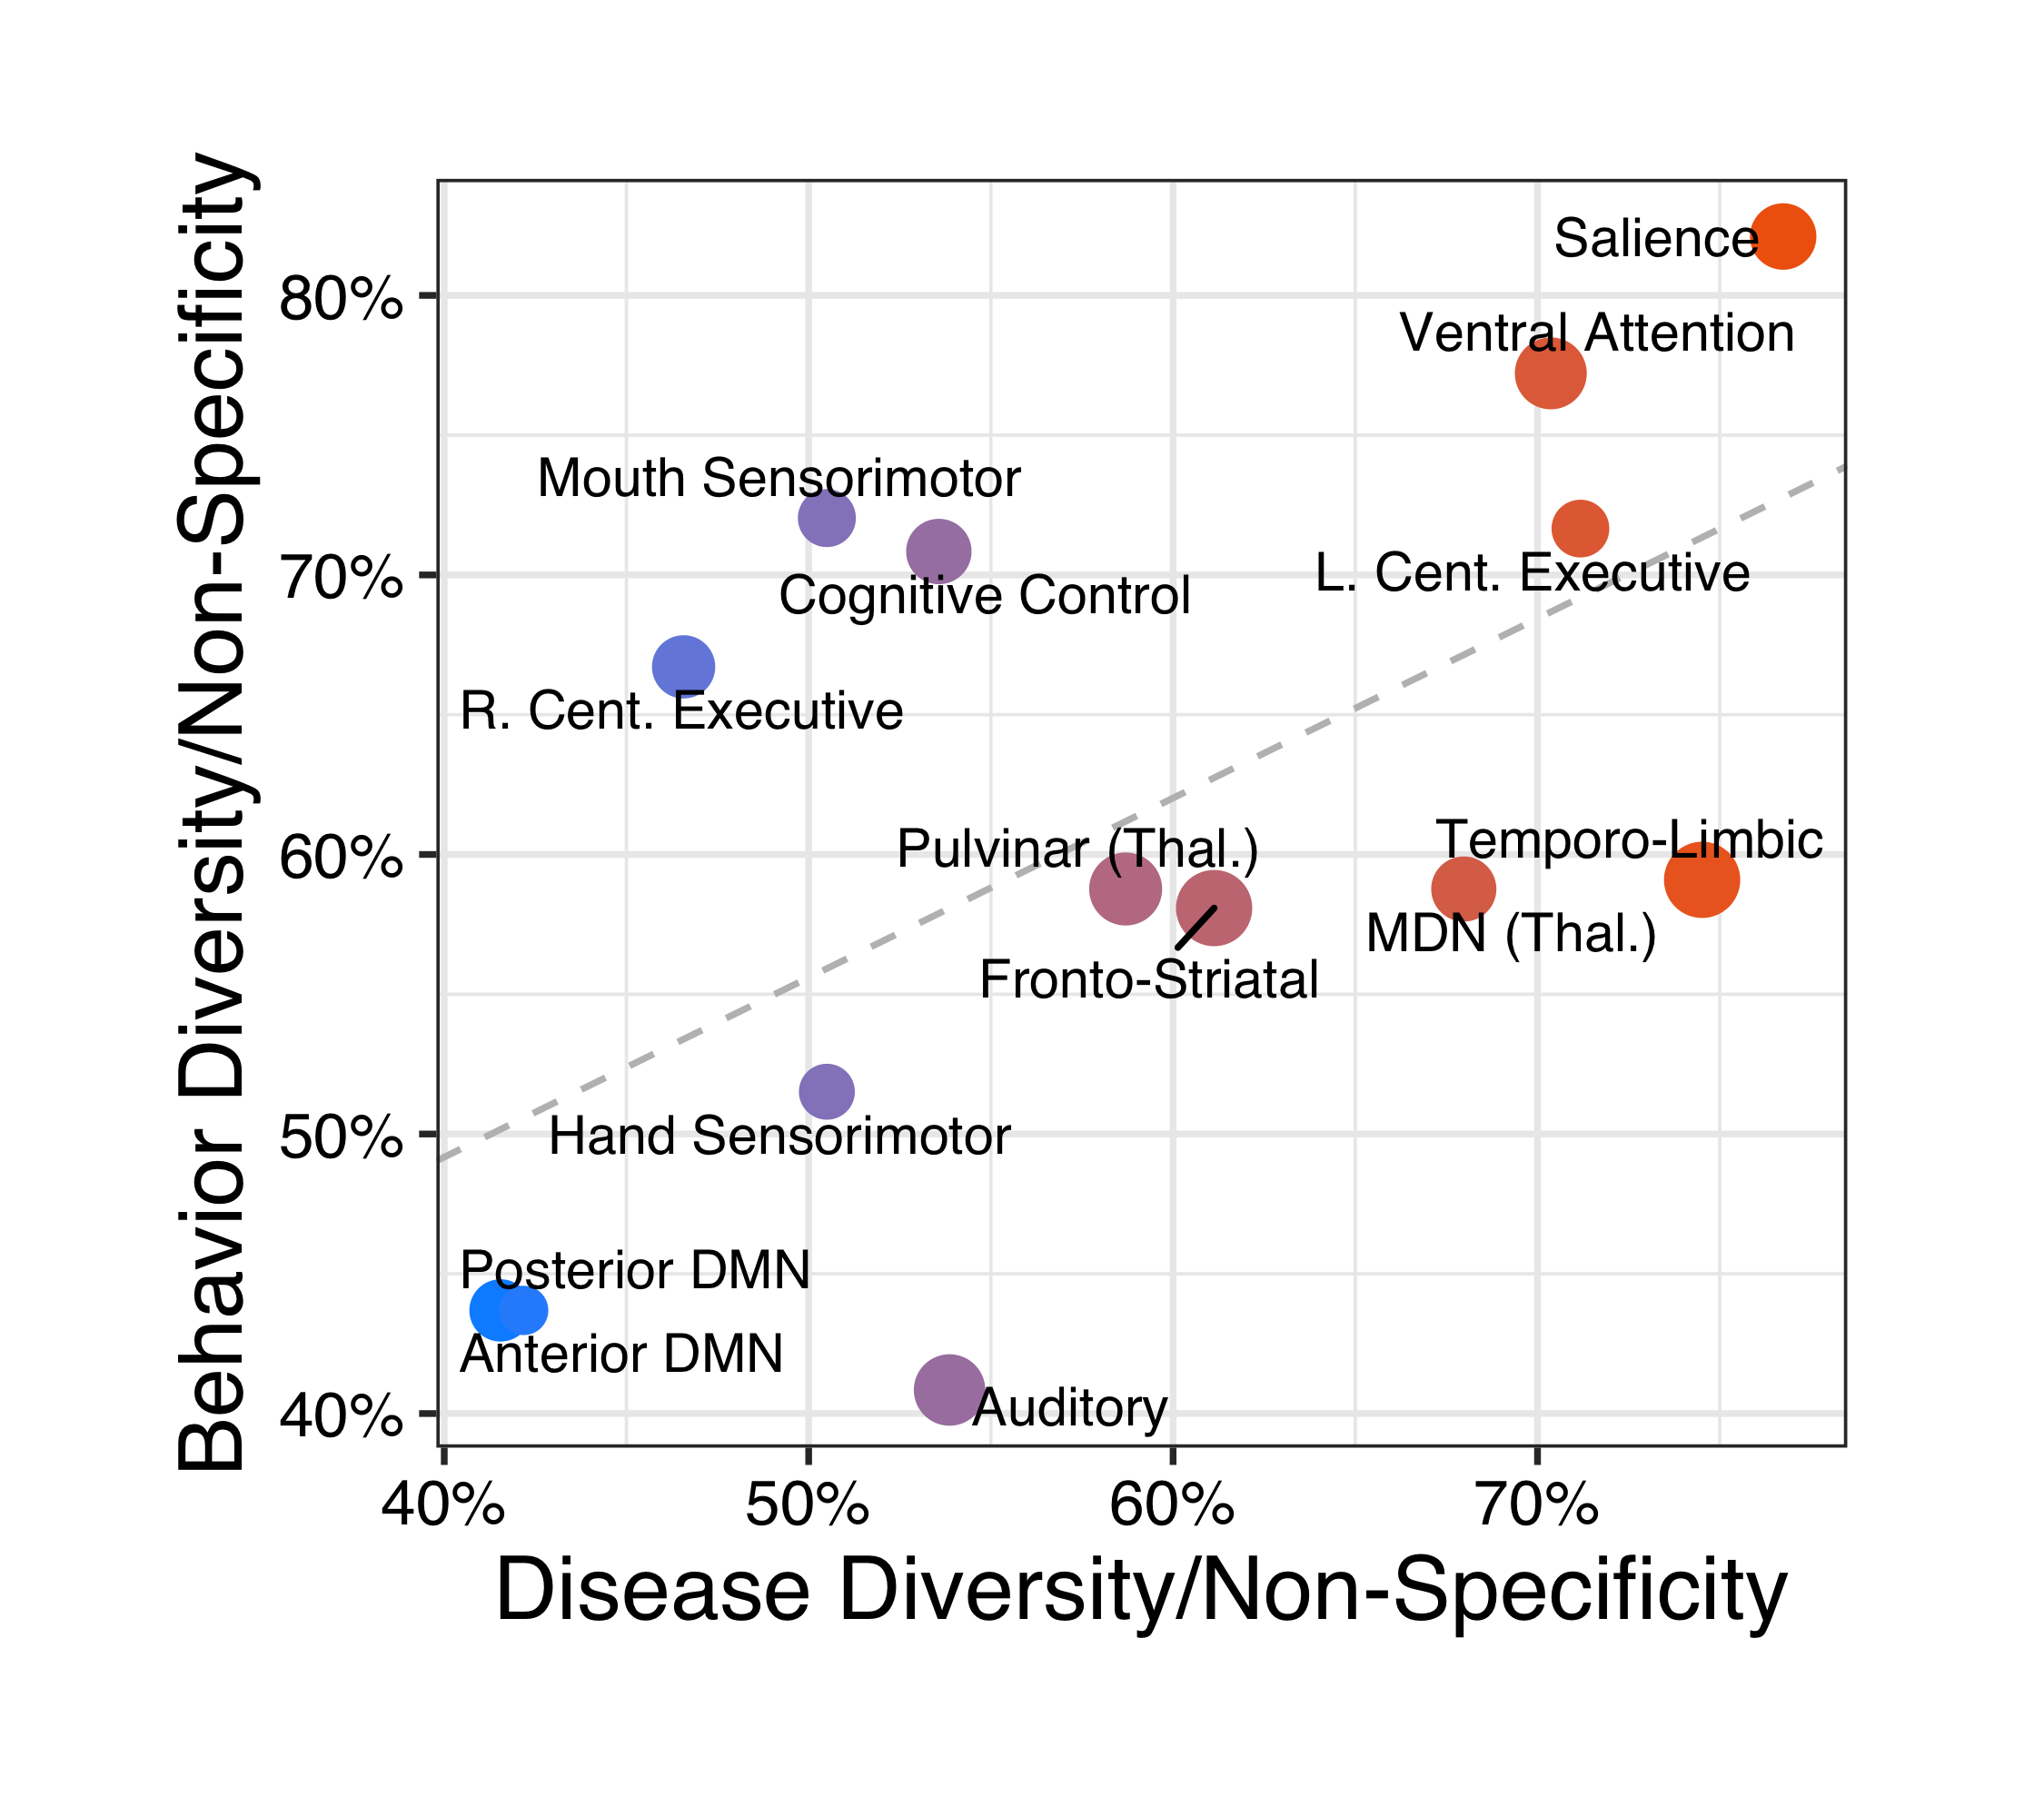 Behavior Diversity/Non-Specificity
80%
70%
60%
50%
40%
Salience
Ventral Attention
Mouth Sensorimotor
L. Cent. Executive
Cognitive Control
R. Cent. Executive
Temporo-Limbic
Pulvinar (Thal.)
MDN (Thal.)
Fronto-Striatal
Hand Sensorimotor
Posterior DMN
Anterior DMN
Auditory
40%
50%
60%
70%
Disease Diversity/Non-Specificity